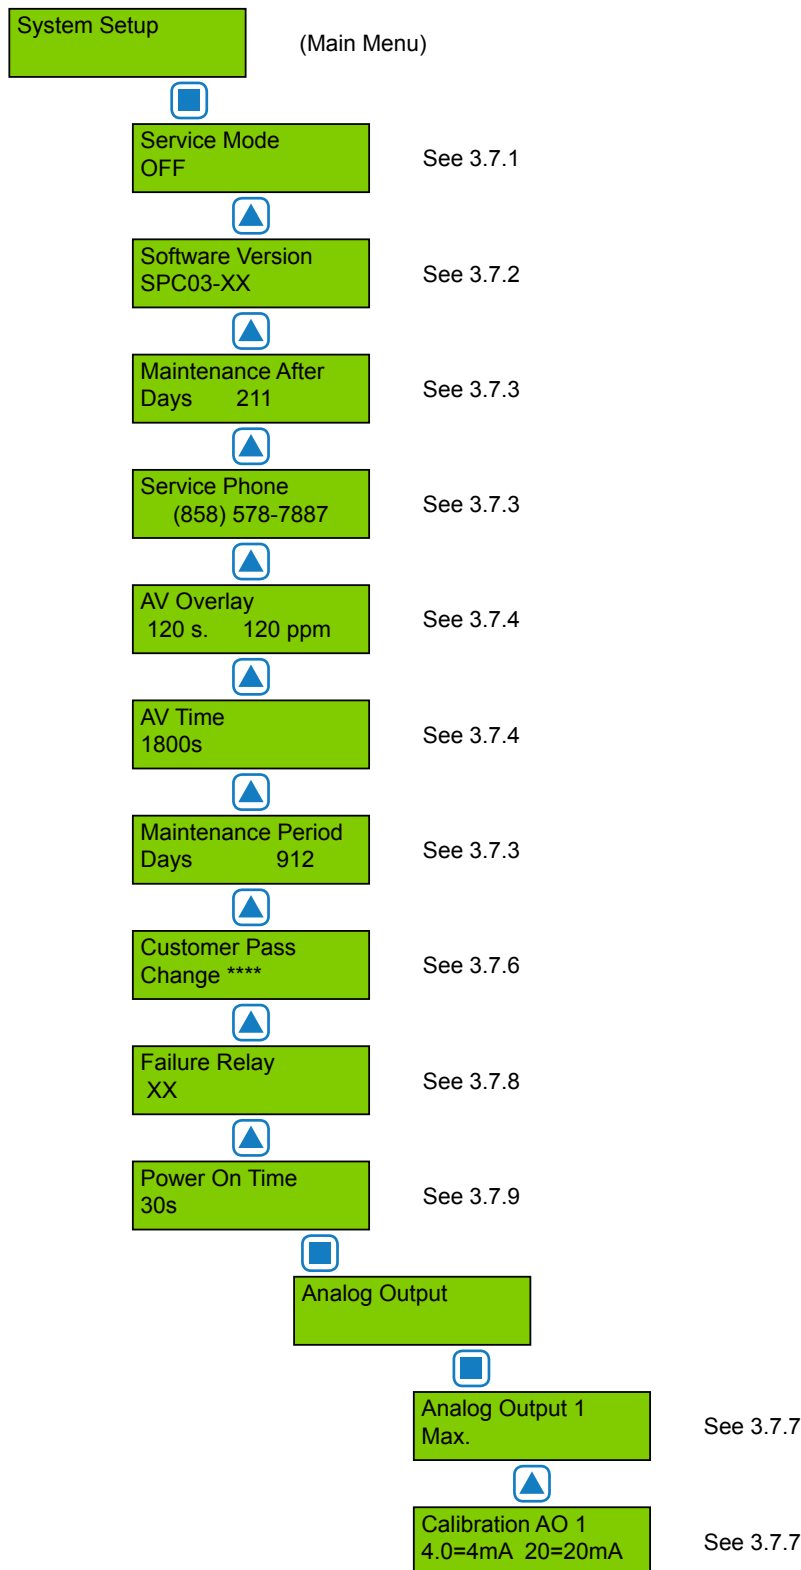 System Setup
(Main Menu)
Service Mode
OFF
See 3.7.1
Software Version
SPC03-XX
See 3.7.2
Maintenance After
Days 211
See 3.7.3
Service Phone
(858) 578-7887
See 3.7.3
AV Overlay
120 s. 120 ppm
See 3.7.4
AV Time
1800s
See 3.7.4
Maintenance Period
Days 912
See 3.7.3
Customer Pass
Change ****
See 3.7.6
Failure Relay
XX
See 3.7.8
Power On Time
30s
See 3.7.9
Analog Output
Analog Output 1
Max.
See 3.7.7
Calibration AO 1
4.0=4mA 20=20mA
See 3.7.7